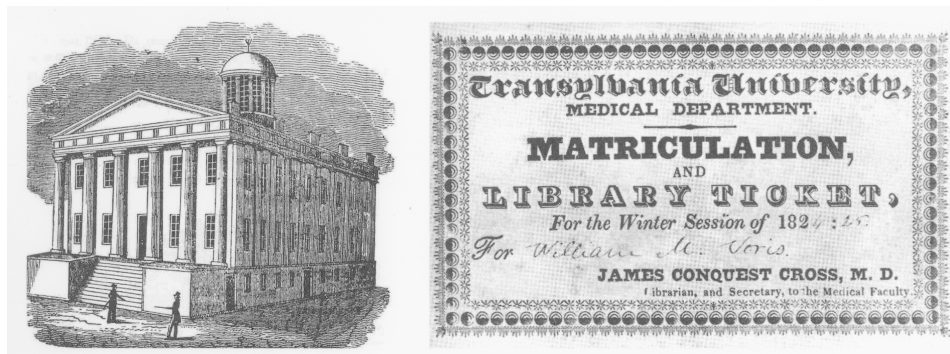 Transylvania University,
MEDICAL DEPARTMENT.
MATRICULATION,
AND
LIBRARY TICKET,
For the Winter Session of 1824:25.
For William M. Voris.
JAMES CONQUEST CROSS, M. D.
Librarian, and Secretary, to the Medical Faculty.